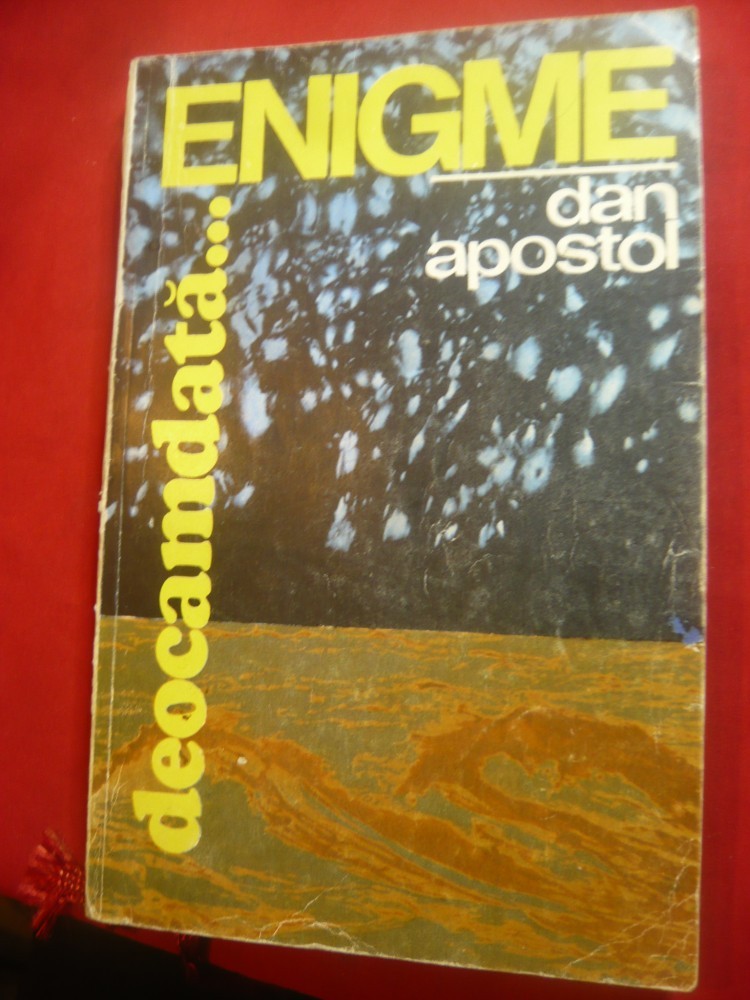 deocamdată...
ENIGME
dan
apostol